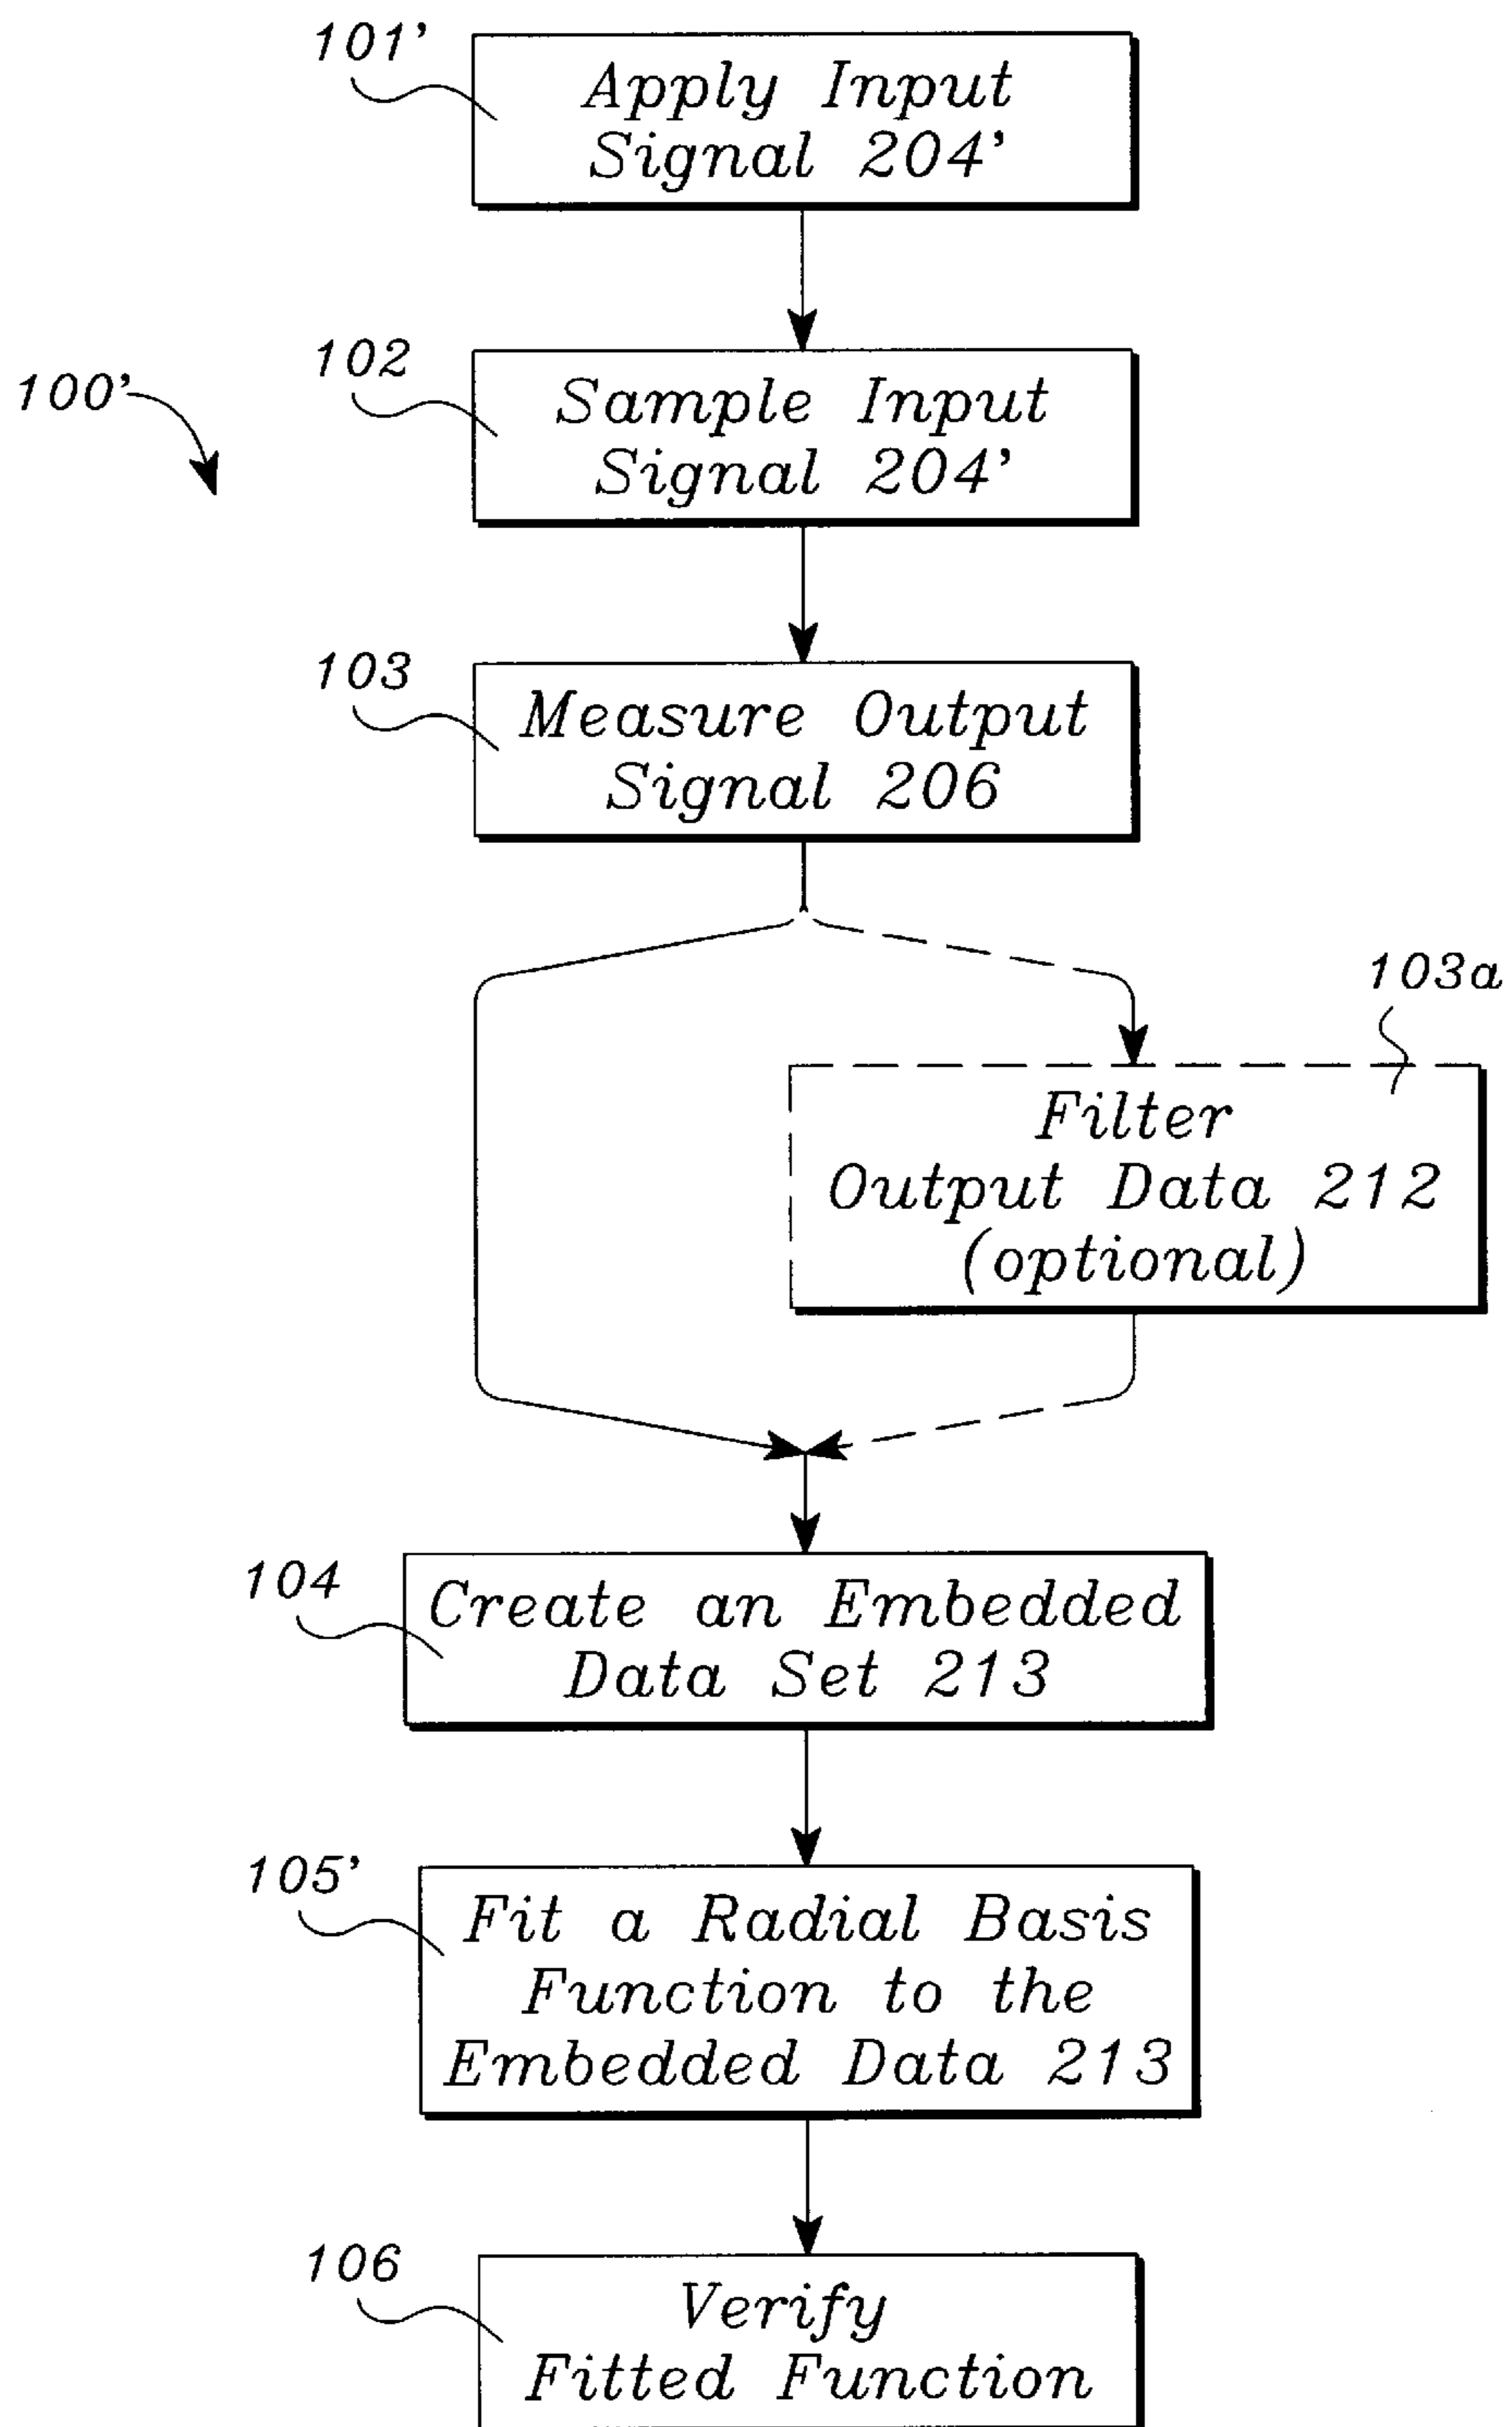 101'
Apply Input
Signal 204'
100'
102
Sample Input
Signal 204'
103
Measure Output
Signal 206
103a
Filter
Output Data 212
(optional)
104
Create an Embedded
Data Set 213
105'
Fit a Radial Basis
Function to the
Embedded Data 213
106
Verify
Fitted Function